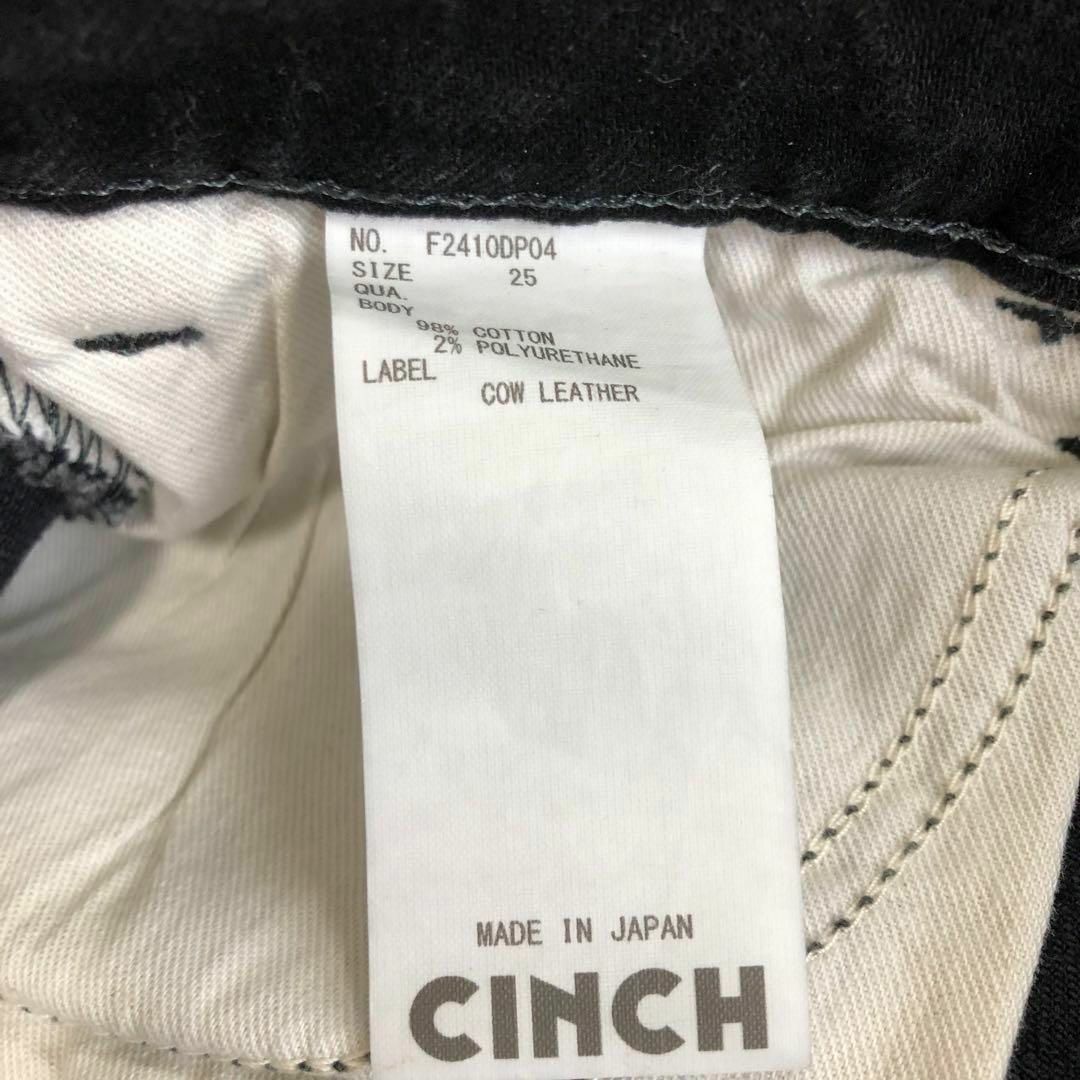 NO. F2410DP04
SIZE 25
QUA.
BODY
98% COTTON
2% POLYURETHANE
LABEL
COW LEATHER
MADE IN JAPAN
CINCH